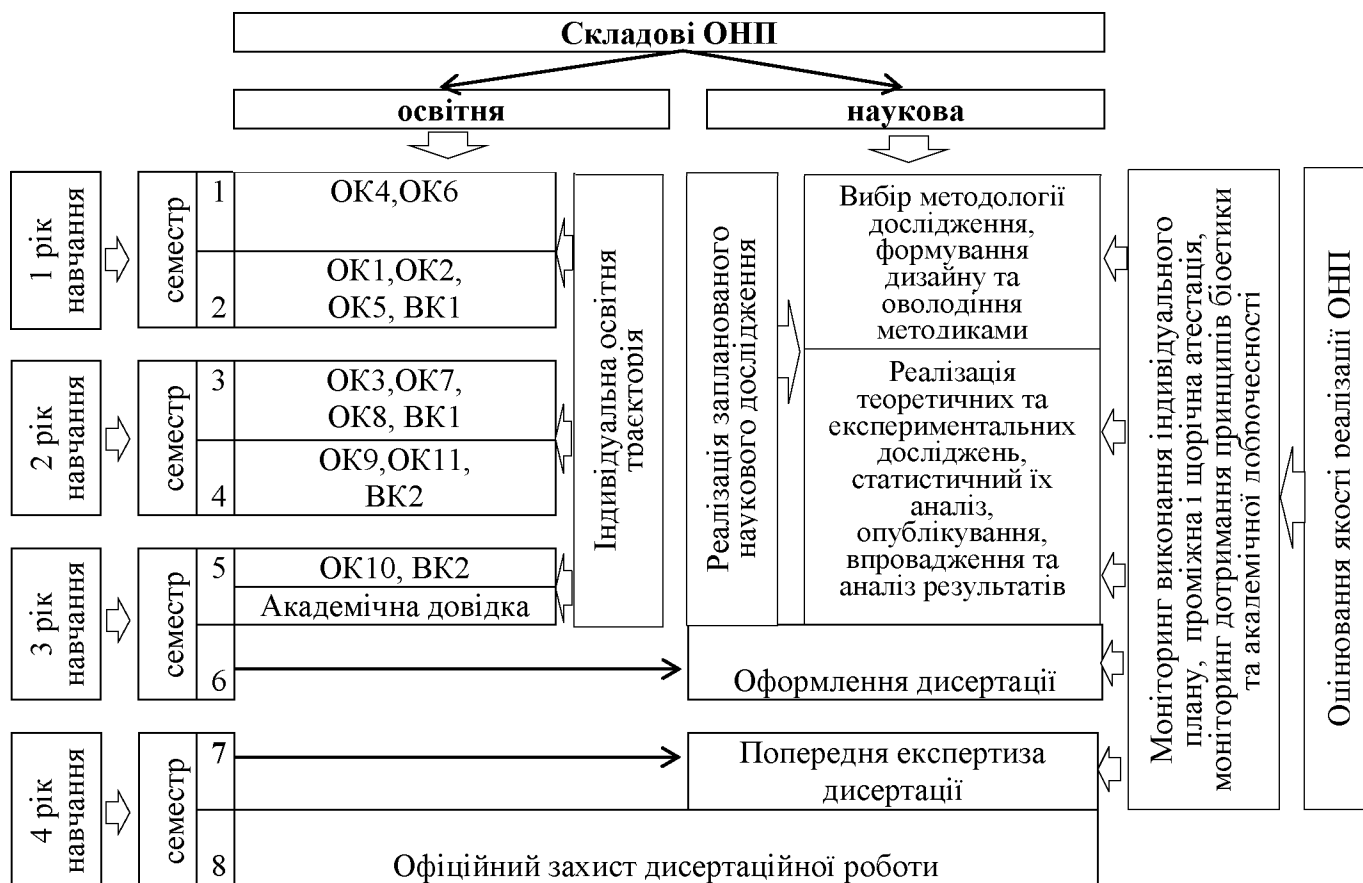 Складові ОНП
освітня
наукова
1 рік
навчання
семестр
1
ОК4,ОК6
2
ОК1,ОК2,
ОК5, ВК1
2 рік
навчання
семестр
3
ОК3,ОК7,
ОК8, ВК1
4
ОК9,ОК11,
ВК2
3 рік
навчання
семестр
5
ОК10, ВК2
Академічна довідка
6
4 рік
навчання
семестр
7
8
Індивідуальна освітня
траєкторія
Реалізація запланованого
наукового дослідження
Вибір методології
дослідження,
формування
дизайну та
оволодіння
методиками
Реалізація
теоретичних та
експериментальних
досліджень,
статистичний їх
аналіз,
опублікування,
впровадження та
аналіз результатів
Оформлення дисертації
Попередня експертиза
дисертації
Офіційний захист дисертаційної роботи
Моніторинг виконання індивідуального
плану, проміжна і щорічна атестація,
моніторинг дотримання принципів біоетики
та академічної доброчесності
Оцінювання якості реалізації ОНП